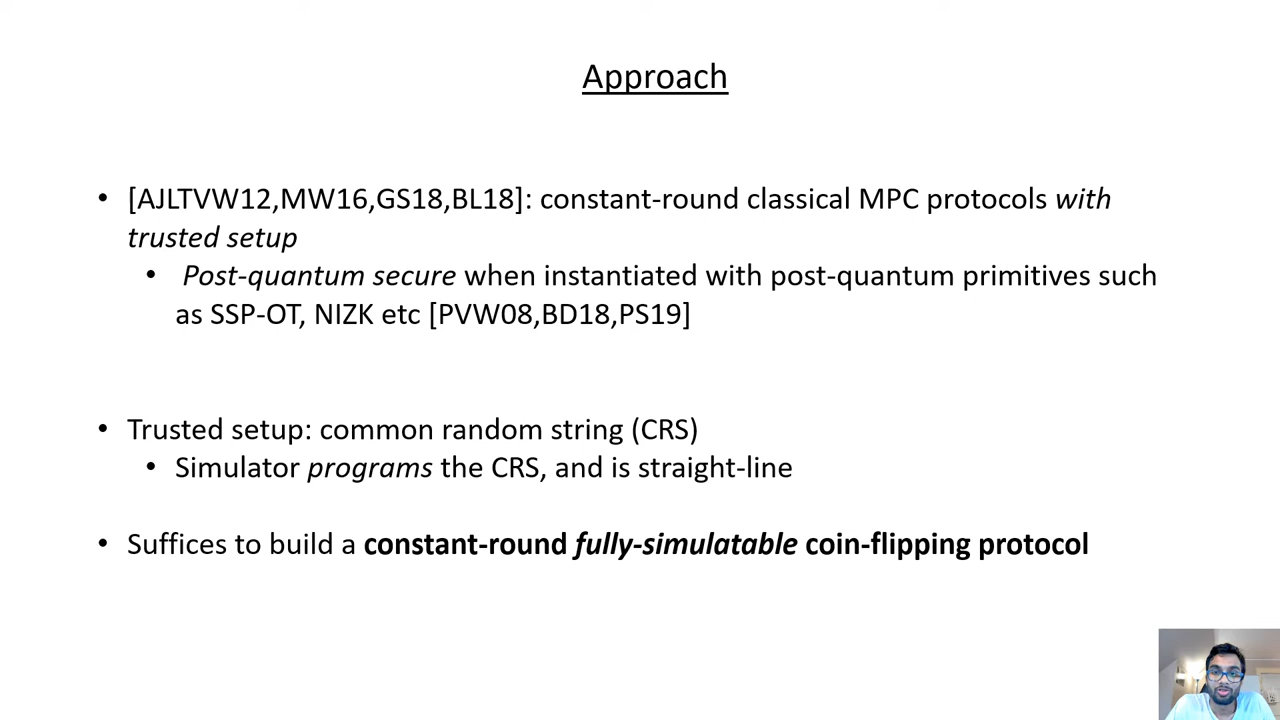 Approach
• [AJLTVW12,MW16,GS18,BL18]: constant-round classical MPC protocols with
trusted setup
• Post-quantum secure when instantiated with post-quantum primitives such
as SSP-OT, NIZK etc [PVW08,BD18,PS19]
• Trusted setup: common random string (CRS)
• Simulator programs the CRS, and is straight-line
• Suffices to build a constant-round fully-simulatable coin-flipping protocol